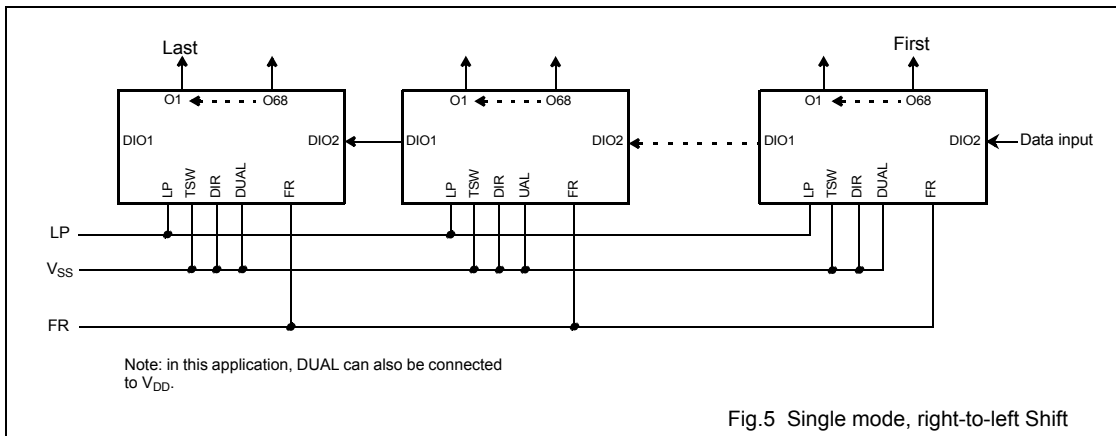 Last First
O1 O68 O1 O68 O1 O68
DIO1 DIO2 DIO1 DIO2 DIO1 DIO2 Data input
LP TSW DIR DUAL FR LP TSW DIR UAL FR LP TSW DIR DUAL FR
LP
VSS
FR
Note: in this application, DUAL can also be connected
to VDD.
Fig.5 Single mode, right-to-left Shift